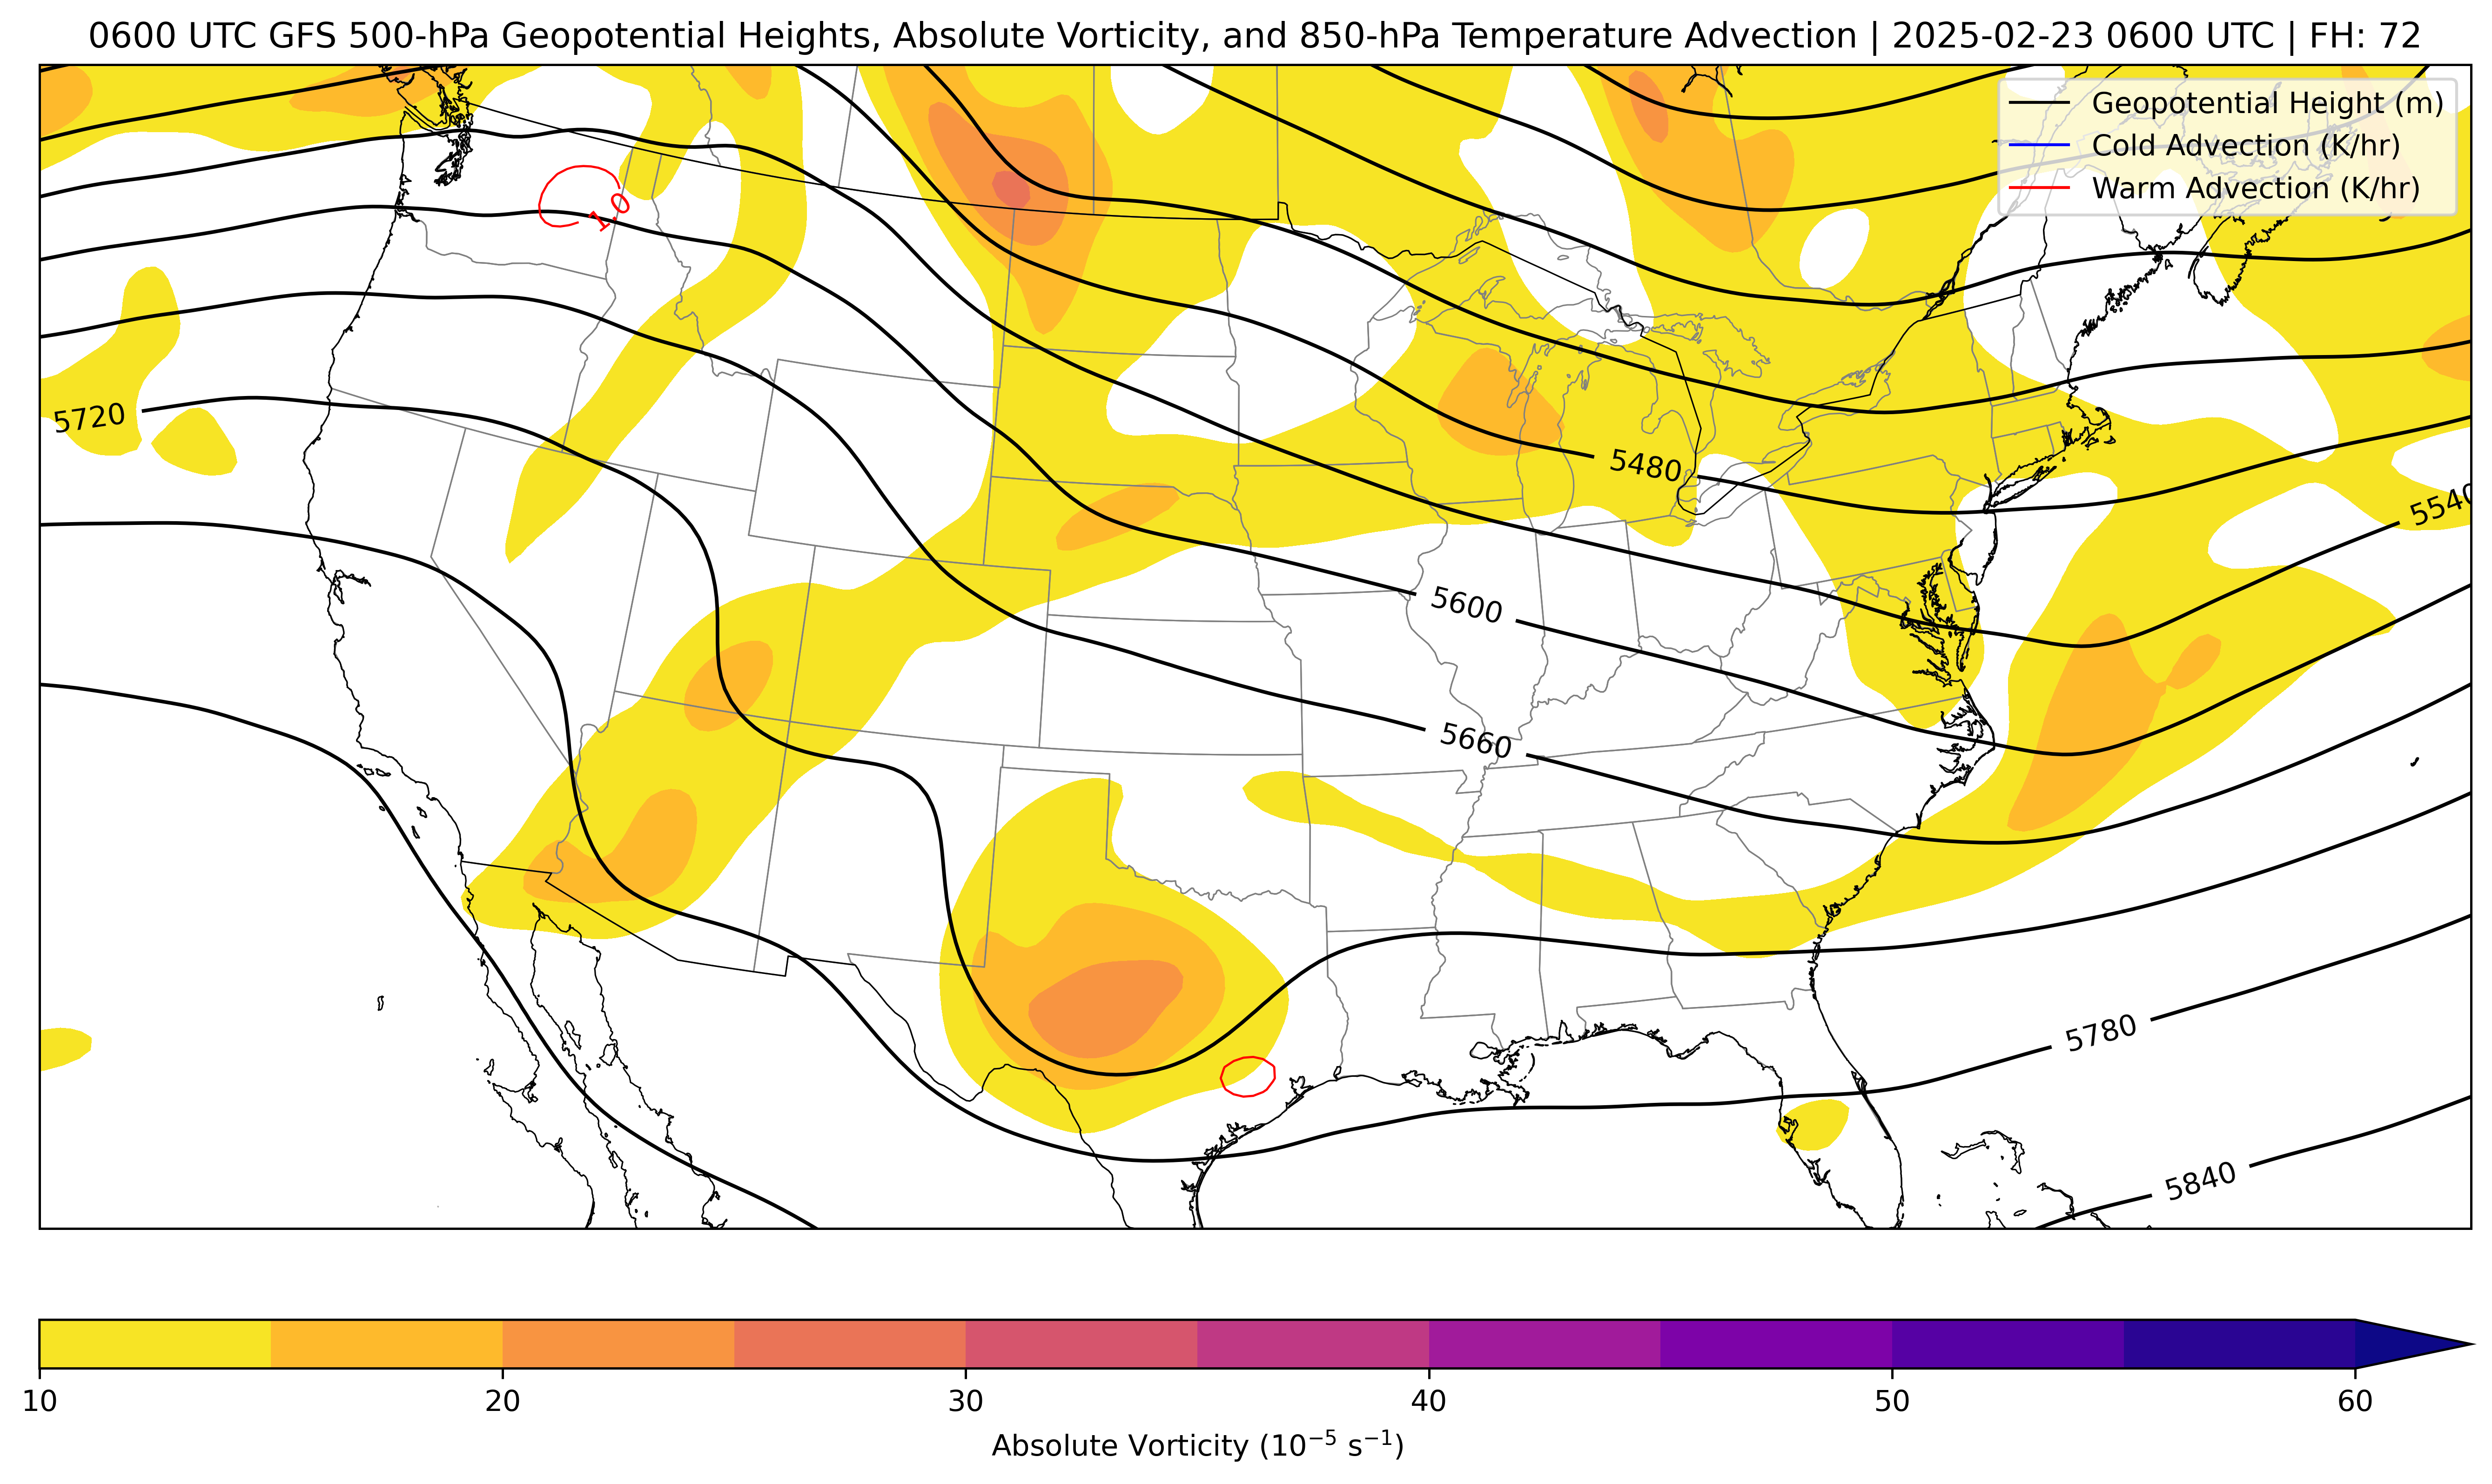 0600 UTC GFS 500-hPa Geopotential Heights, Absolute Vorticity, and 850-hPa Temperature Advection | 2025-02-23 0600 UTC | FH: 72
Geopotential Height (m)
Cold Advection (K/hr)
Warm Advection (K/hr)
1.0
5720
5480
5540
5600
5660
5780
5840
10 20 30 40 50 60
Absolute Vorticity (10⁻⁵ s⁻¹)